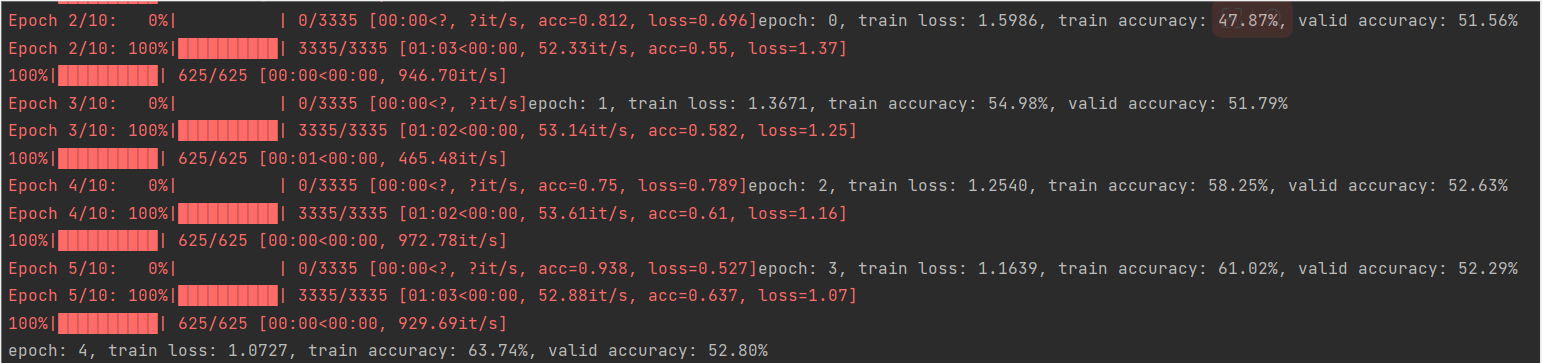 Epoch 2/10:   0%|          | 0/3335 [00:00<?, ?it/s, acc=0.812, loss=0.696]epoch: 0, train loss: 1.5986, train accuracy: 47.87%, valid accuracy: 51.56%
Epoch 2/10: 100%|██████████| 3335/3335 [01:03<00:00, 52.33it/s, acc=0.55, loss=1.37]
100%|██████████| 625/625 [00:00<00:00, 946.70it/s]
Epoch 3/10:   0%|          | 0/3335 [00:00<?, ?it/s]epoch: 1, train loss: 1.3671, train accuracy: 54.98%, valid accuracy: 51.79%
Epoch 3/10: 100%|██████████| 3335/3335 [01:02<00:00, 53.14it/s, acc=0.582, loss=1.25]
100%|██████████| 625/625 [00:01<00:00, 465.48it/s]
Epoch 4/10:   0%|          | 0/3335 [00:00<?, ?it/s, acc=0.75, loss=0.789]epoch: 2, train loss: 1.2540, train accuracy: 58.25%, valid accuracy: 52.63%
Epoch 4/10: 100%|██████████| 3335/3335 [01:02<00:00, 53.61it/s, acc=0.61, loss=1.16]
100%|██████████| 625/625 [00:00<00:00, 972.78it/s]
Epoch 5/10:   0%|          | 0/3335 [00:00<?, ?it/s, acc=0.938, loss=0.527]epoch: 3, train loss: 1.1639, train accuracy: 61.02%, valid accuracy: 52.29%
Epoch 5/10: 100%|██████████| 3335/3335 [01:03<00:00, 52.88it/s, acc=0.637, loss=1.07]
100%|██████████| 625/625 [00:00<00:00, 929.69it/s]
epoch: 4, train loss: 1.0727, train accuracy: 63.74%, valid accuracy: 52.80%